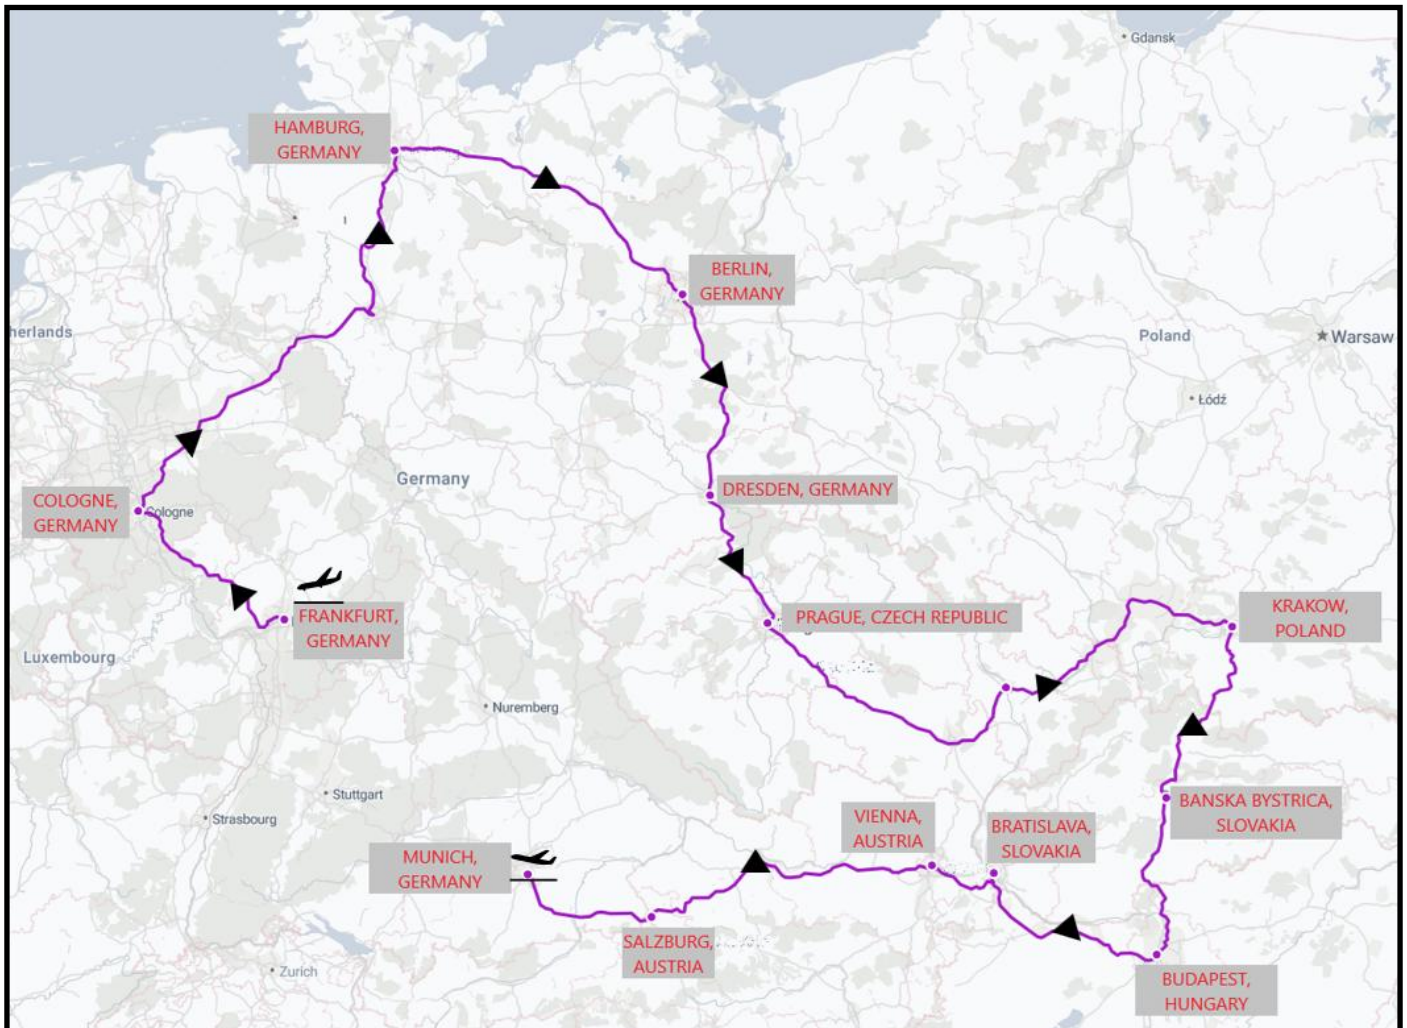 Gdansk
HAMBURG,
GERMANY
BERLIN,
GERMANY
herlands
Poland
Warsaw
Łódź
Germany
COLOGNE,
GERMANY
Cologne
DRESDEN, GERMANY
FRANKFURT,
GERMANY
PRAGUE, CZECH REPUBLIC
KRAKOW,
POLAND
Luxembourg
Nuremberg
Stuttgart
Strasbourg
BANSKA BYSTRICA,
SLOVAKIA
VIENNA,
AUSTRIA
BRATISLAVA,
SLOVAKIA
MUNICH,
GERMANY
SALZBURG,
AUSTRIA
Zurich
BUDAPEST,
HUNGARY